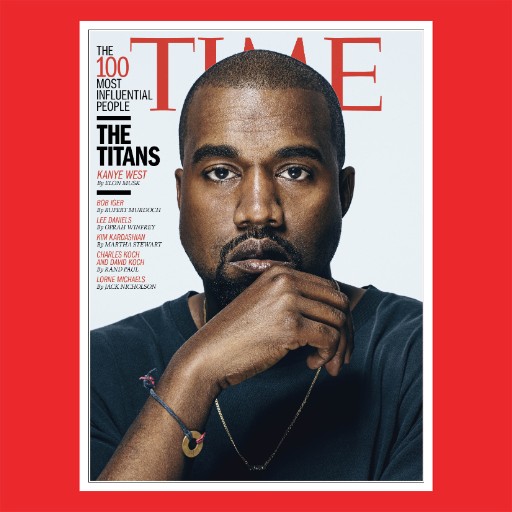 TIME
THE
100
MOST
INFLUENTIAL
PEOPLE
THE
TITANS
KANYE WEST
By ELON MUSK
BOB IGER
By RUPERT MURDOCH
LEE DANIELS
By OPRAH WINFREY
KIM KARDASHIAN
By MARTHA STEWART
CHARLES KOCH
AND DAVID KOCH
By RAND PAUL
LORNE MICHAELS
By JACK NICHOLSON